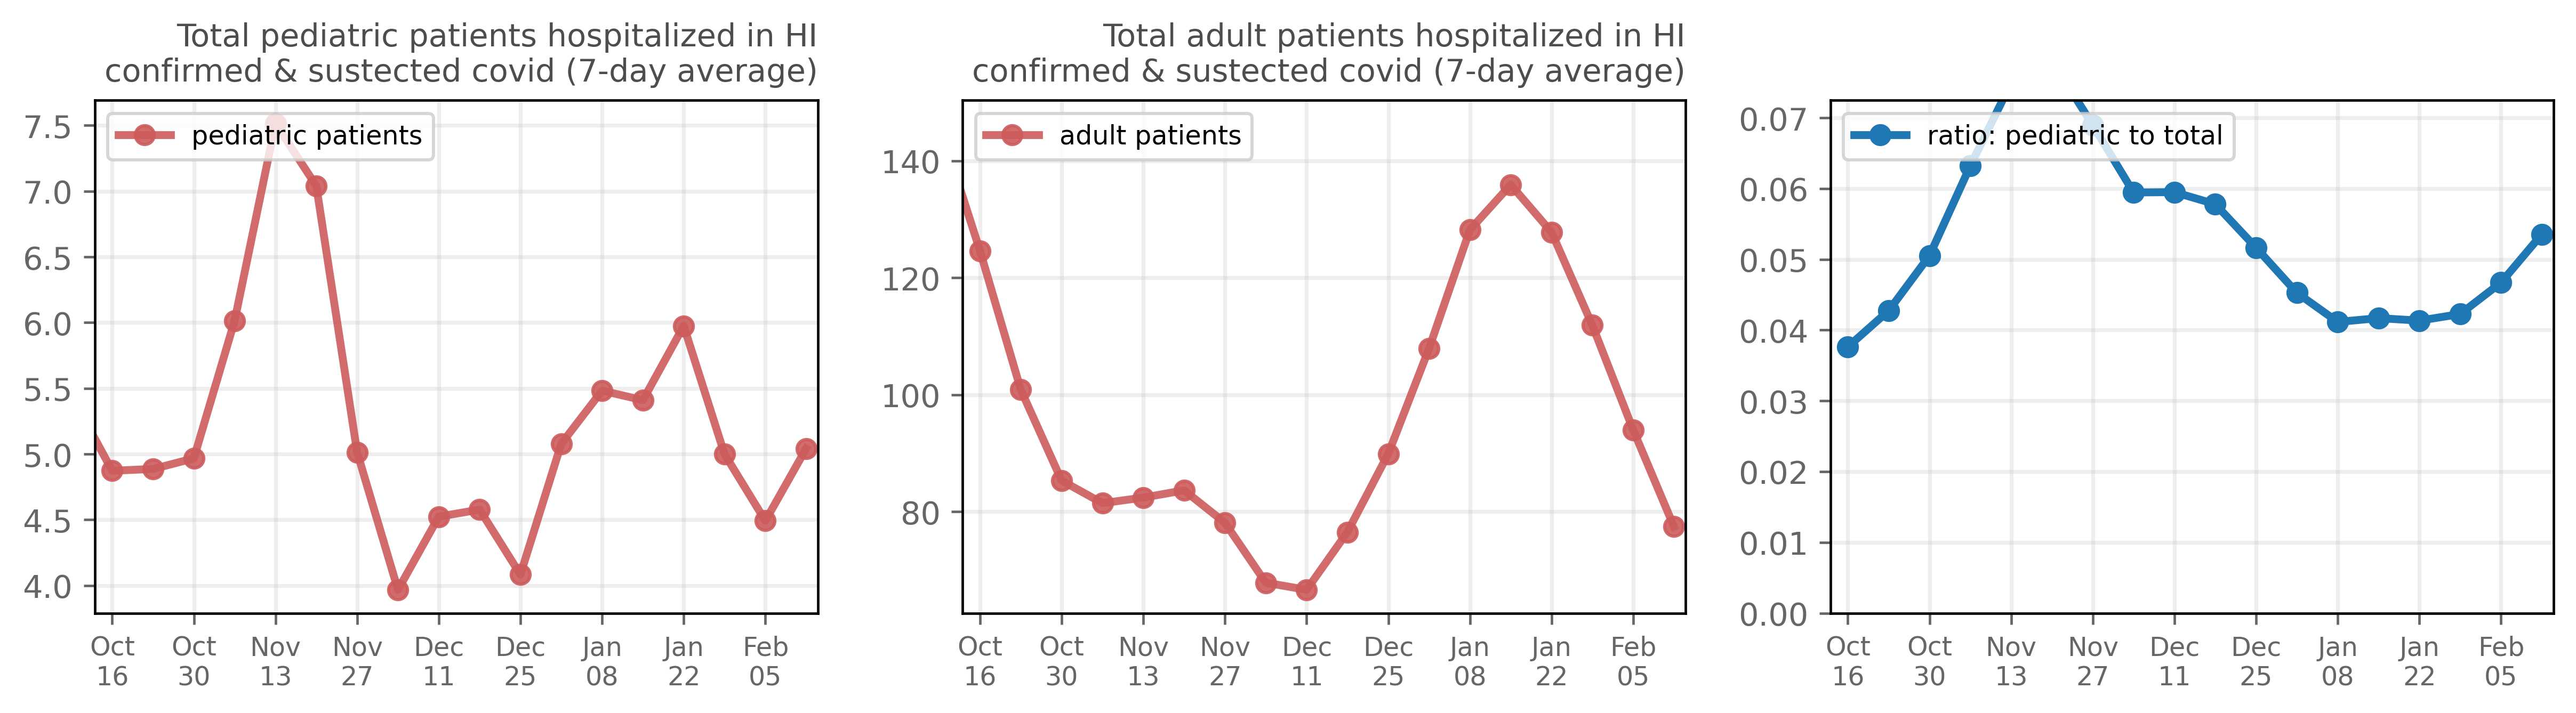 Total pediatric patients hospitalized in HI
confirmed & sustected covid (7-day average)
pediatric patients
7.5
7.0
6.5
6.0
5.5
5.0
4.5
4.0
Oct
16
Oct
30
Nov
13
Nov
27
Dec
11
Dec
25
Jan
08
Jan
22
Feb
05
Total adult patients hospitalized in HI
confirmed & sustected covid (7-day average)
adult patients
140
120
100
80
Oct
16
Oct
30
Nov
13
Nov
27
Dec
11
Dec
25
Jan
08
Jan
22
Feb
05
ratio: pediatric to total
0.07
0.06
0.05
0.04
0.03
0.02
0.01
0.00
Oct
16
Oct
30
Nov
13
Nov
27
Dec
11
Dec
25
Jan
08
Jan
22
Feb
05